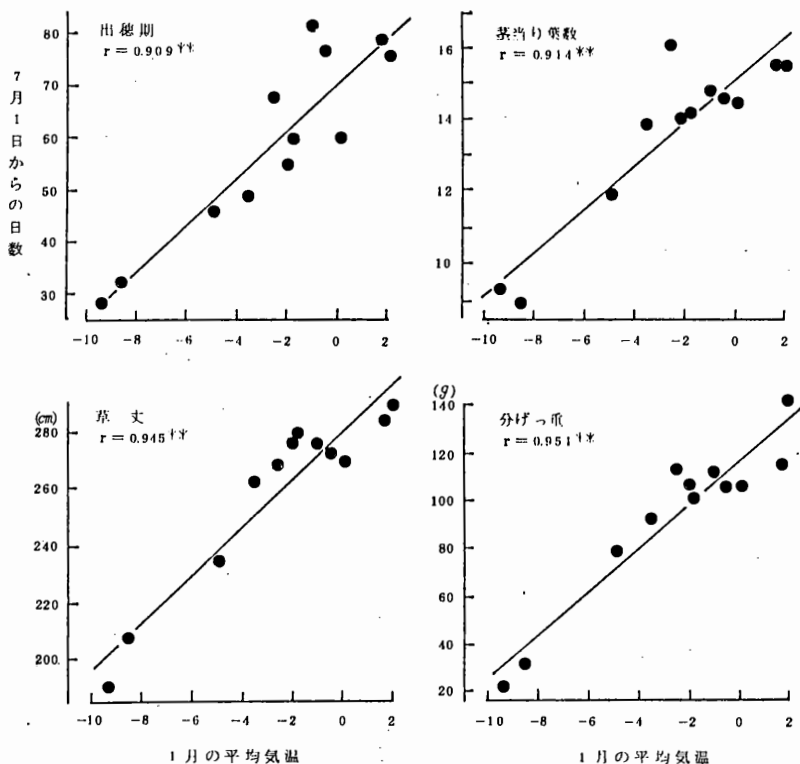 出穂期
r = 0.909**
80
70
60
50
40
30
7月1日からの日数
-10 -8 -6 -4 -2 0 2
茎当り葉数
r = 0.914**
16
14
12
10
-10 -8 -6 -4 -2 0 2
(cm)
草 丈
r = 0.945**
280
260
240
220
200
-10 -8 -6 -4 -2 0 2
1月の平均気温
(g)
分げつ重
r = 0.951**
140
120
100
80
60
40
20
-10 -8 -6 -4 -2 0 2
1月の平均気温